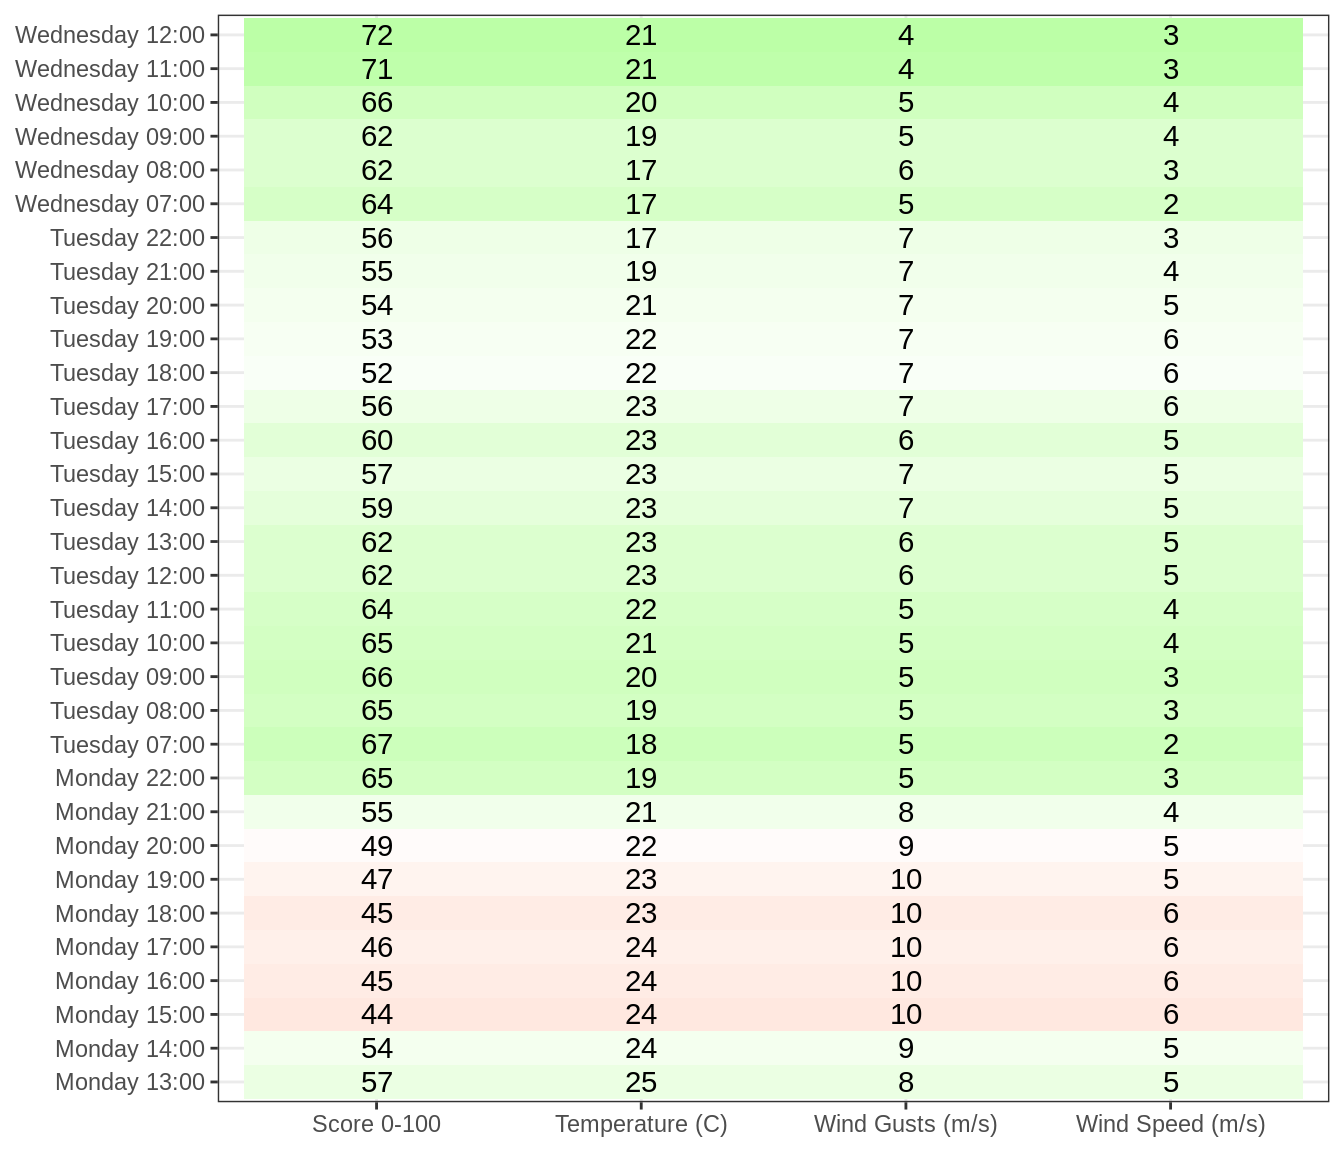 Wednesday 12:00 72 21 4 3
Wednesday 11:00 71 21 4 3
Wednesday 10:00 66 20 5 4
Wednesday 09:00 62 19 5 4
Wednesday 08:00 62 17 6 3
Wednesday 07:00 64 17 5 2
Tuesday 22:00 56 17 7 3
Tuesday 21:00 55 19 7 4
Tuesday 20:00 54 21 7 5
Tuesday 19:00 53 22 7 6
Tuesday 18:00 52 22 7 6
Tuesday 17:00 56 23 7 6
Tuesday 16:00 60 23 6 5
Tuesday 15:00 57 23 7 5
Tuesday 14:00 59 23 7 5
Tuesday 13:00 62 23 6 5
Tuesday 12:00 62 23 6 5
Tuesday 11:00 64 22 5 4
Tuesday 10:00 65 21 5 4
Tuesday 09:00 66 20 5 3
Tuesday 08:00 65 19 5 3
Tuesday 07:00 67 18 5 2
Monday 22:00 65 19 5 3
Monday 21:00 55 21 8 4
Monday 20:00 49 22 9 5
Monday 19:00 47 23 10 5
Monday 18:00 45 23 10 6
Monday 17:00 46 24 10 6
Monday 16:00 45 24 10 6
Monday 15:00 44 24 10 6
Monday 14:00 54 24 9 5
Monday 13:00 57 25 8 5
Score 0-100 Temperature (C) Wind Gusts (m/s) Wind Speed (m/s)